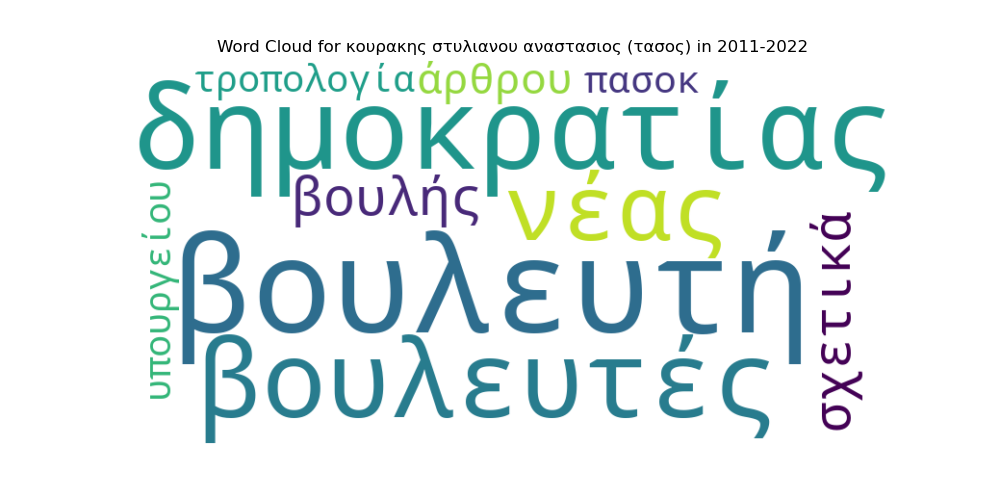 Word Cloud for κουρακης στυλιανου αναστασιος (τασος) in 2011-2022
τροπολογία άρθρου πασοκ
δημοκρατίας
βουλής νέας
υπουργείου
βουλευτή
σχετικά
βουλευτές